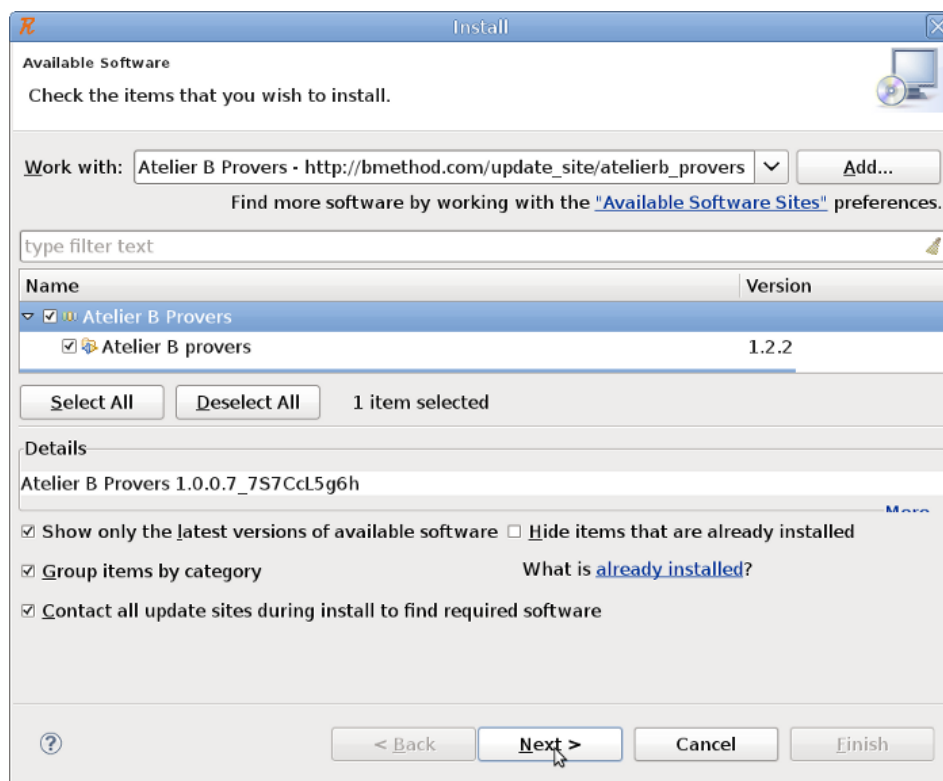 Install
Available Software
Check the items that you wish to install.
Work with: Atelier B Provers - http://bmethod.com/update_site/atelierb_provers Add...
Find more software by working with the "Available Software Sites" preferences.
type filter text
Name Version
Atelier B Provers
Atelier B provers 1.2.2
Select All Deselect All 1 item selected
Details
Atelier B Provers 1.0.0.7_7S7CcL5g6h
More
Show only the latest versions of available software Hide items that are already installed
Group items by category What is already installed?
Contact all update sites during install to find required software
< Back Next > Cancel Finish